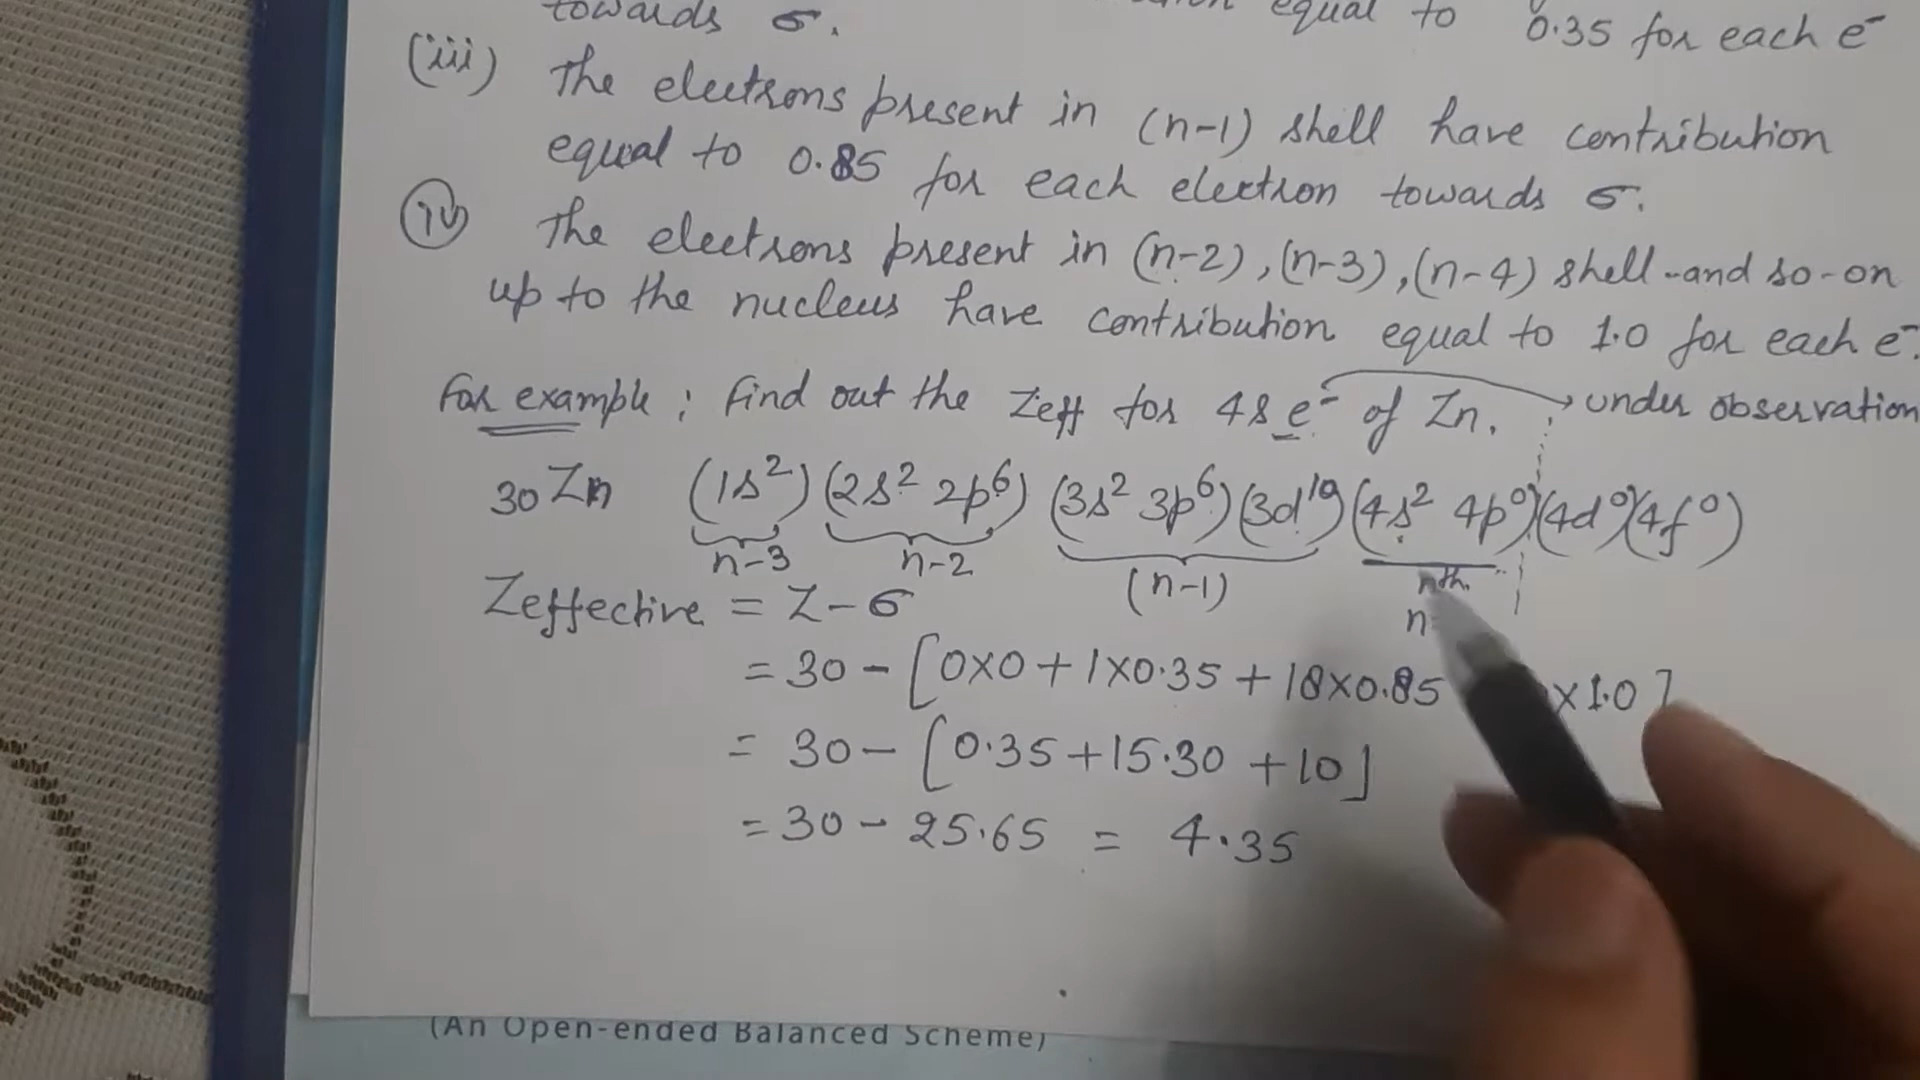 towards σ. equal to 0.35 for each e⁻
(iii) The electrons present in (n-1) shell have contribution
equal to 0.85 for each electron towards σ.
(iv) The electrons present in (n-2), (n-3), (n-4) shell -and so-on
up to the nucleus have contribution equal to 1.0 for each e⁻.
For example : Find out the Zeff for 4s e⁻ of Zn. → under observation
30 Zn (1s²) (2s² 2p⁶) (3s² 3p⁶) (3d¹⁰) (4s² 4p⁰) (4d⁰) (4f⁰)
n-3 n-2 (n-1) nth
n
Zeffective = Z - σ
= 30 - [0×0 + 1×0.35 + 18×0.85 ×1.0]
= 30 - [0.35 + 15.30 + 10]
= 30 - 25.65 = 4.35
(An Open-ended Balanced Scheme)